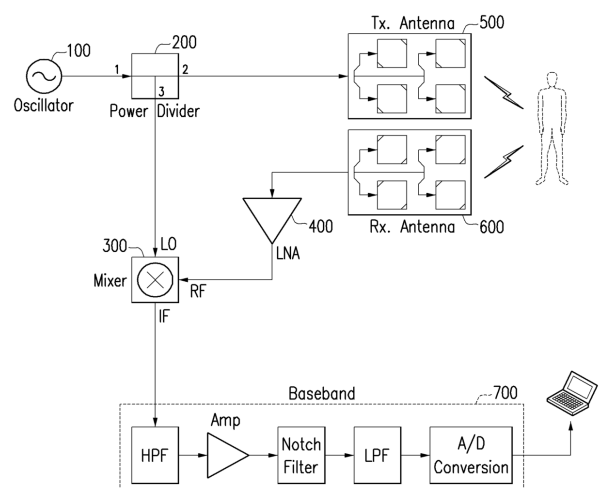 100
Oscillator
200
1
2
3
Power Divider
Tx. Antenna
500
Rx. Antenna
600
400
LNA
300
LO
Mixer
RF
IF
Baseband
700
HPF
Amp
Notch
Filter
LPF
A/D
Conversion